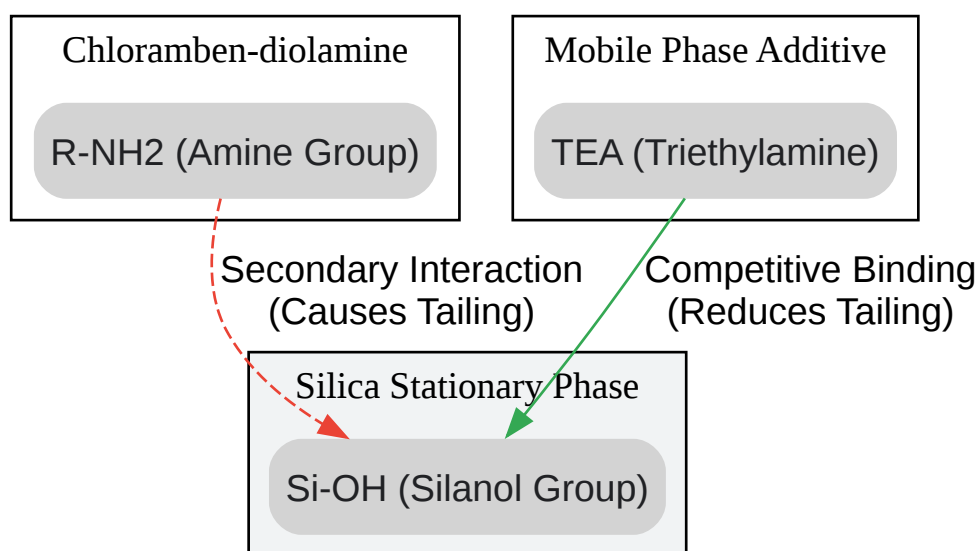 Chloramben-diolamine
R-NH2 (Amine Group)
Mobile Phase Additive
TEA (Triethylamine)
Secondary Interaction
(Causes Tailing)
Competitive Binding
(Reduces Tailing)
Silica Stationary Phase
Si-OH (Silanol Group)